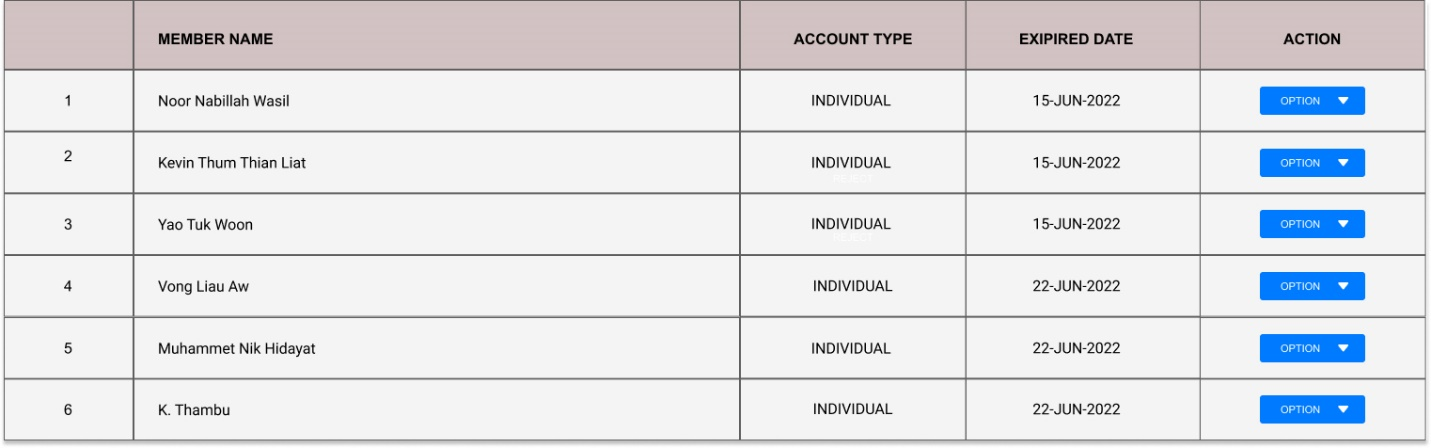 MEMBER NAME ACCOUNT TYPE EXIPIRED DATE ACTION
1 Noor Nabillah Wasil INDIVIDUAL 15-JUN-2022 OPTION
2 Kevin Thum Thian Liat INDIVIDUAL 15-JUN-2022 OPTION
REJECT
3 Yao Tuk Woon INDIVIDUAL 15-JUN-2022 OPTION
REJECT
4 Vong Liau Aw INDIVIDUAL 22-JUN-2022 OPTION
5 Muhammet Nik Hidayat INDIVIDUAL 22-JUN-2022 OPTION
6 K. Thambu INDIVIDUAL 22-JUN-2022 OPTION